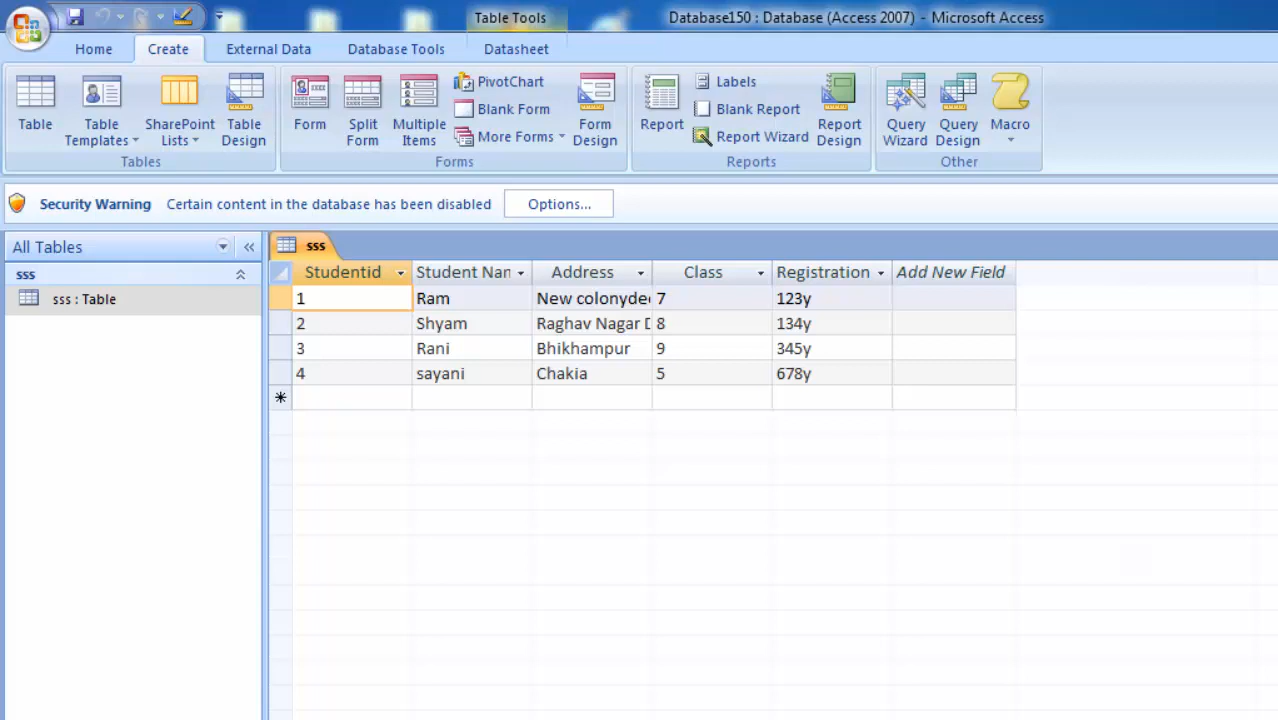 Table Tools
Database150 : Database (Access 2007) - Microsoft Access
Home Create External Data Database Tools Datasheet
Table
Table Templates
SharePoint Lists
Table Design
Tables
Form
Split Form
Multiple Items
PivotChart
Blank Form
More Forms
Form Design
Forms
Report
Labels
Blank Report
Report Wizard
Report Design
Reports
Query Wizard
Query Design
Macro
Other
Security Warning Certain content in the database has been disabled Options...
All Tables «
sss
sss : Table
sss
Studentid Student Nan Address Class Registration Add New Field
1 Ram New colonydeo 7 123y
2 Shyam Raghav Nagar D 8 134y
3 Rani Bhikhampur 9 345y
4 sayani Chakia 5 678y
*